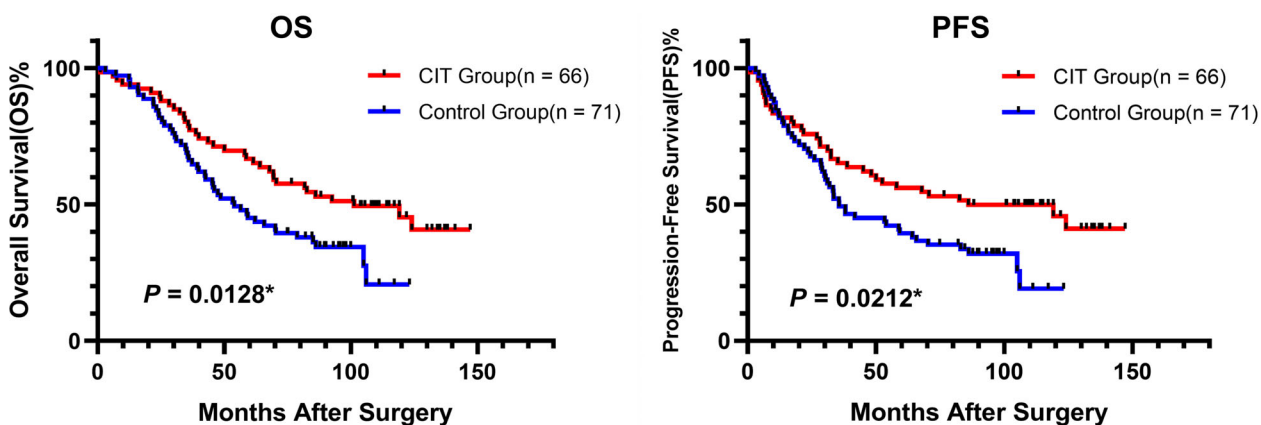 OS
Overall Survival(OS)%
100
50
0
CIT Group(n = 66)
Control Group(n = 71)
P = 0.0128*
0 50 100 150
Months After Surgery
PFS
Progression-Free Survival(PFS)%
100
50
0
CIT Group(n = 66)
Control Group(n = 71)
P = 0.0212*
0 50 100 150
Months After Surgery